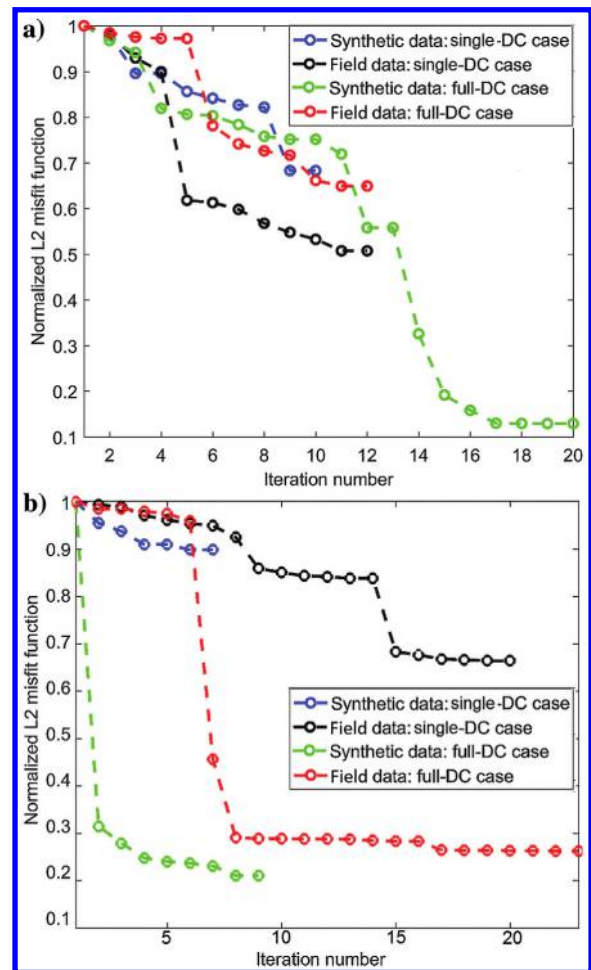 a)
1
0.9
0.8
0.7
0.6
0.5
0.4
0.3
0.2
0.1
Normalized L2 misfit function
Synthetic data: single-DC case
Field data: single-DC case
Synthetic data: full-DC case
Field data: full-DC case
2 4 6 8 10 12 14 16 18 20
Iteration number
b)
1
0.9
0.8
0.7
0.6
0.5
0.4
0.3
0.2
0.1
Normalized L2 misfit function
Synthetic data: single-DC case
Field data: single-DC case
Synthetic data: full-DC case
Field data: full-DC case
5 10 15 20
Iteration number